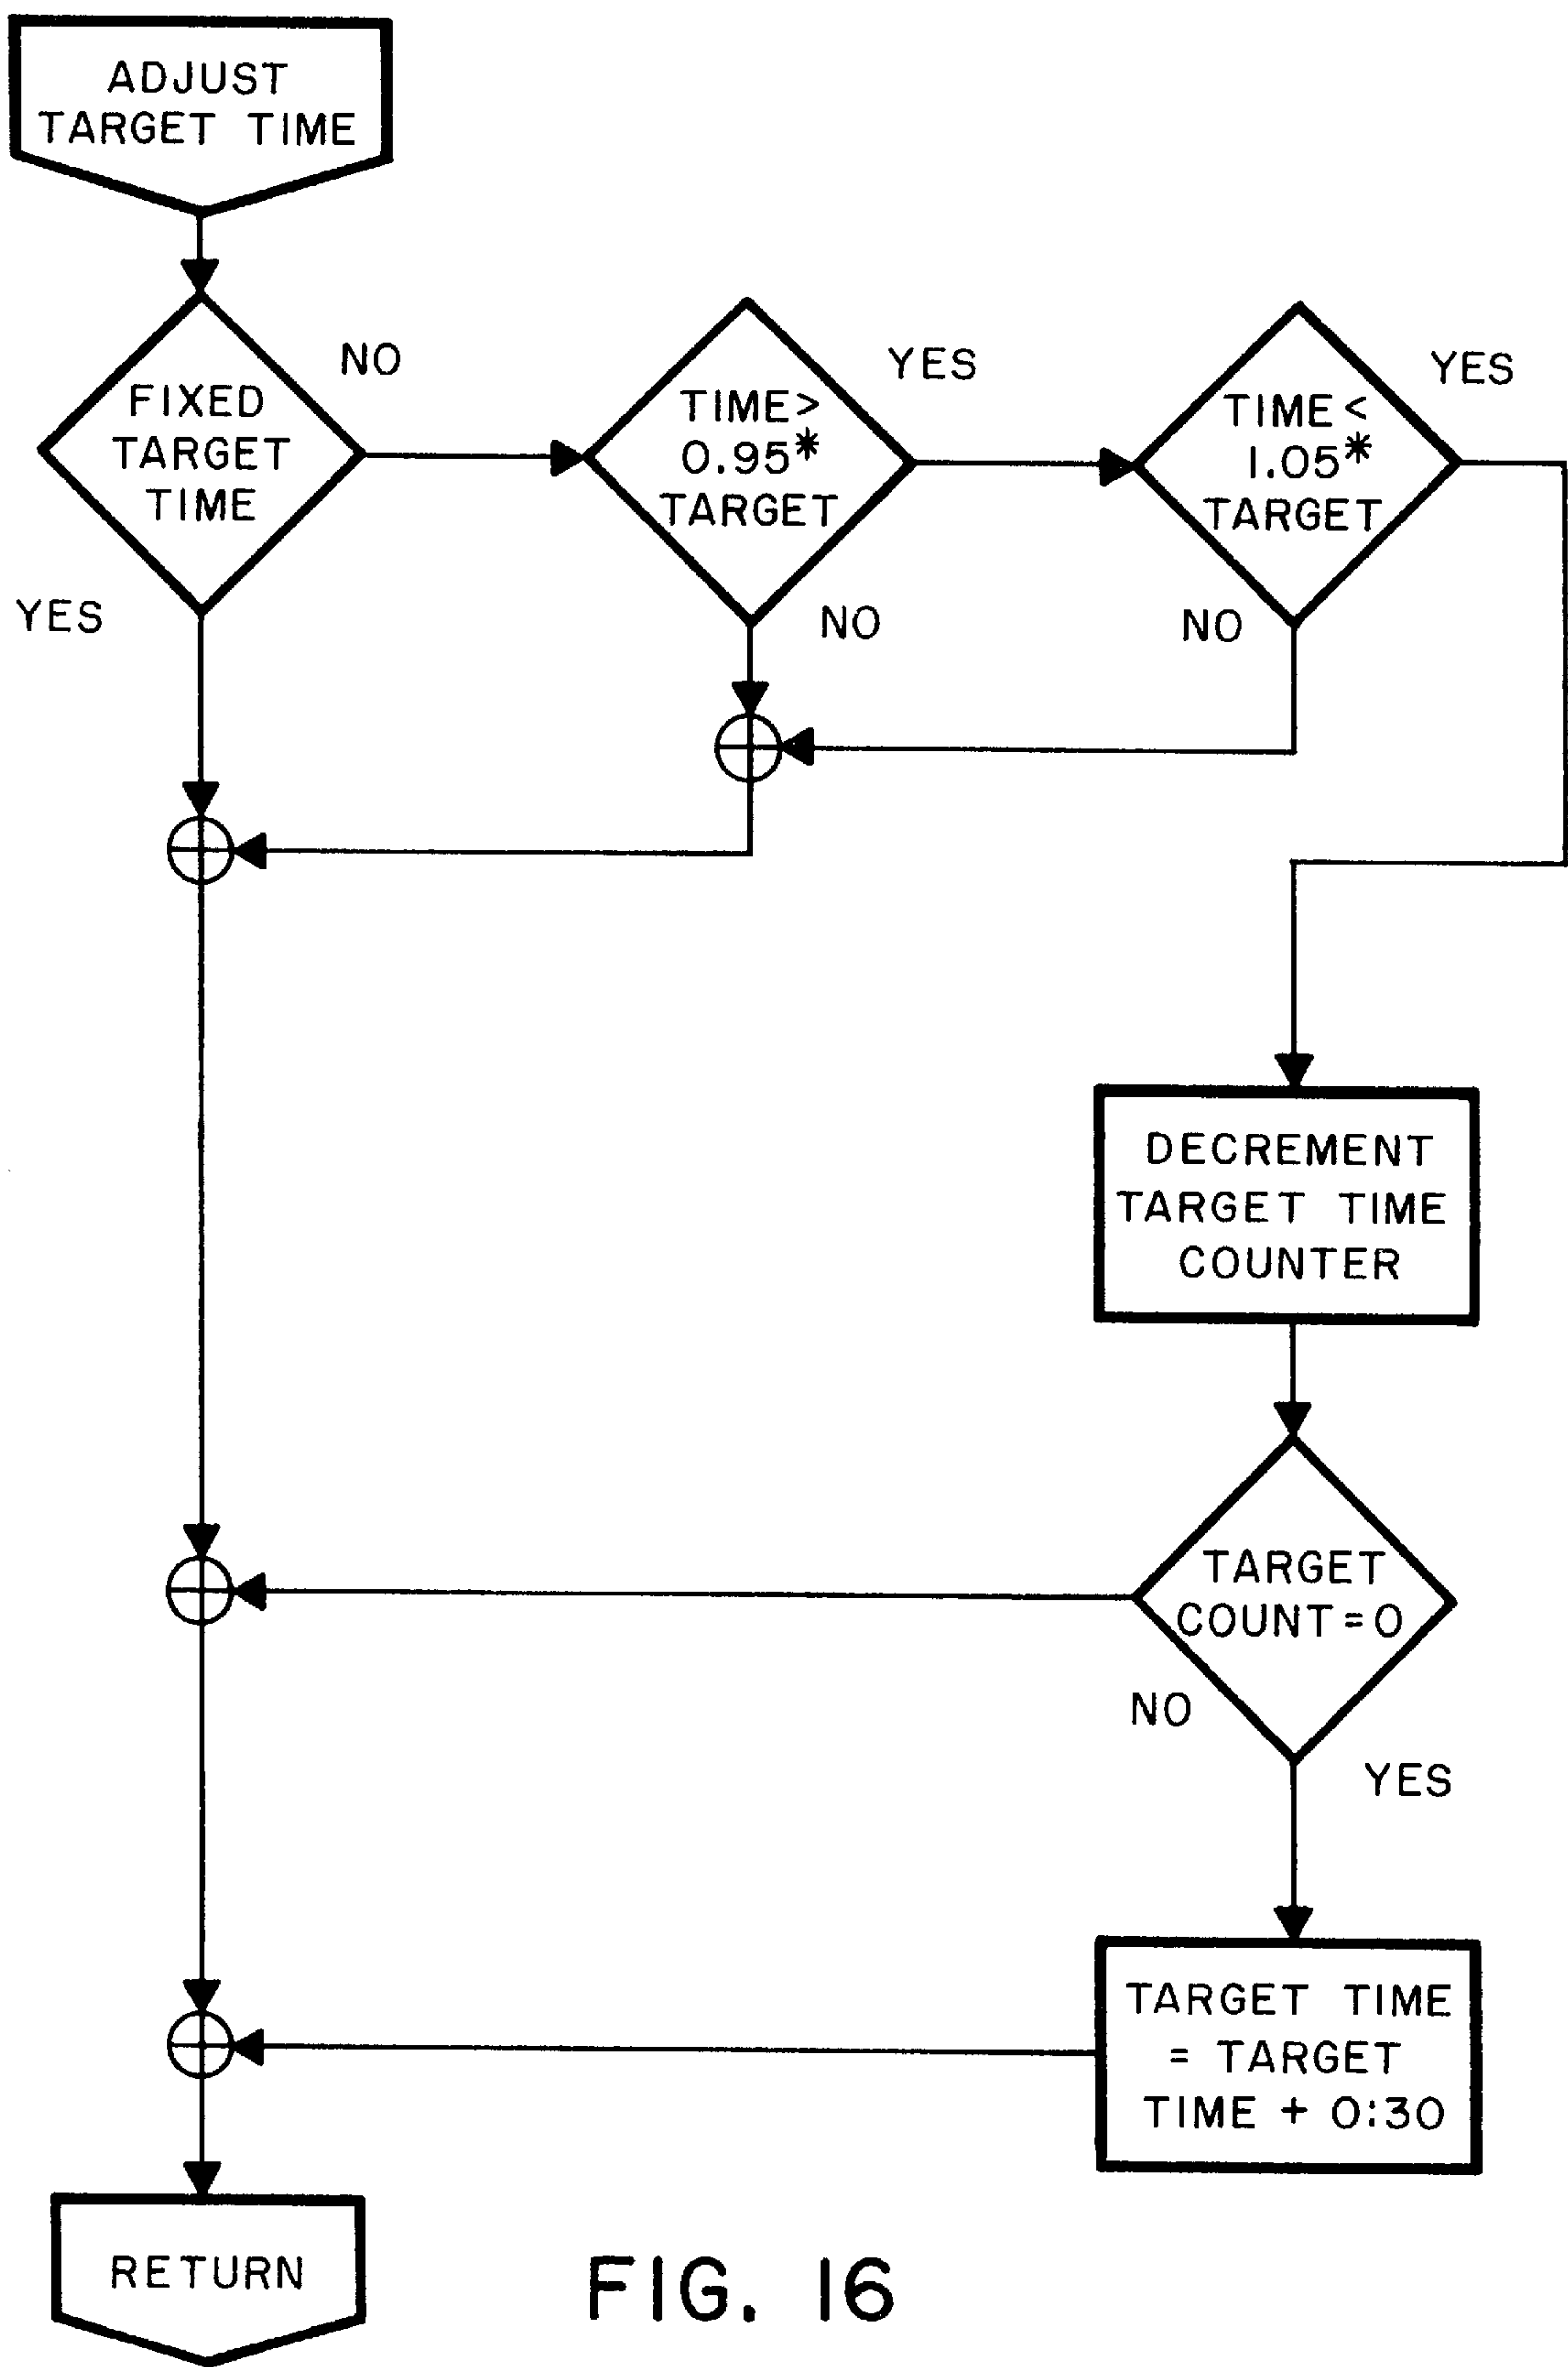 ADJUST
TARGET TIME
FIXED
TARGET
TIME
NO
YES
TIME>
0.95*
TARGET
YES
NO
TIME<
1.05*
TARGET
YES
NO
DECREMENT
TARGET TIME
COUNTER
TARGET
COUNT=0
NO
YES
TARGET TIME
= TARGET
TIME + 0:30
RETURN
FIG. 16